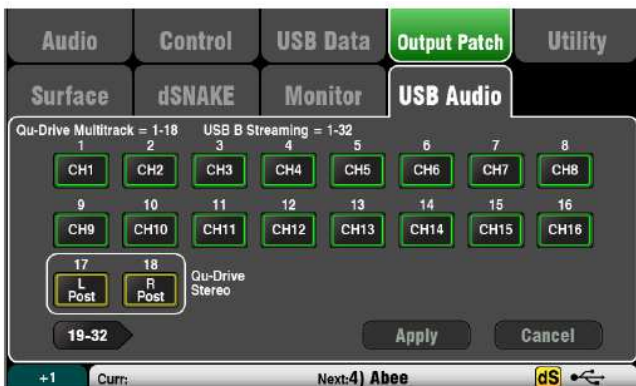 Audio Control USB Data Output Patch Utility
Surface dSNAKE Monitor USB Audio
Qu-Drive Multitrack = 1-18 USB B Streaming = 1-32
1 2 3 4 5 6 7 8
CH1 CH2 CH3 CH4 CH5 CH6 CH7 CH8
9 10 11 12 13 14 15 16
CH9 CH10 CH11 CH12 CH13 CH14 CH15 CH16
17 18
L Post R Post Qu-Drive Stereo
19-32 Apply Cancel
+1 Curr: Next:4) Abee dS